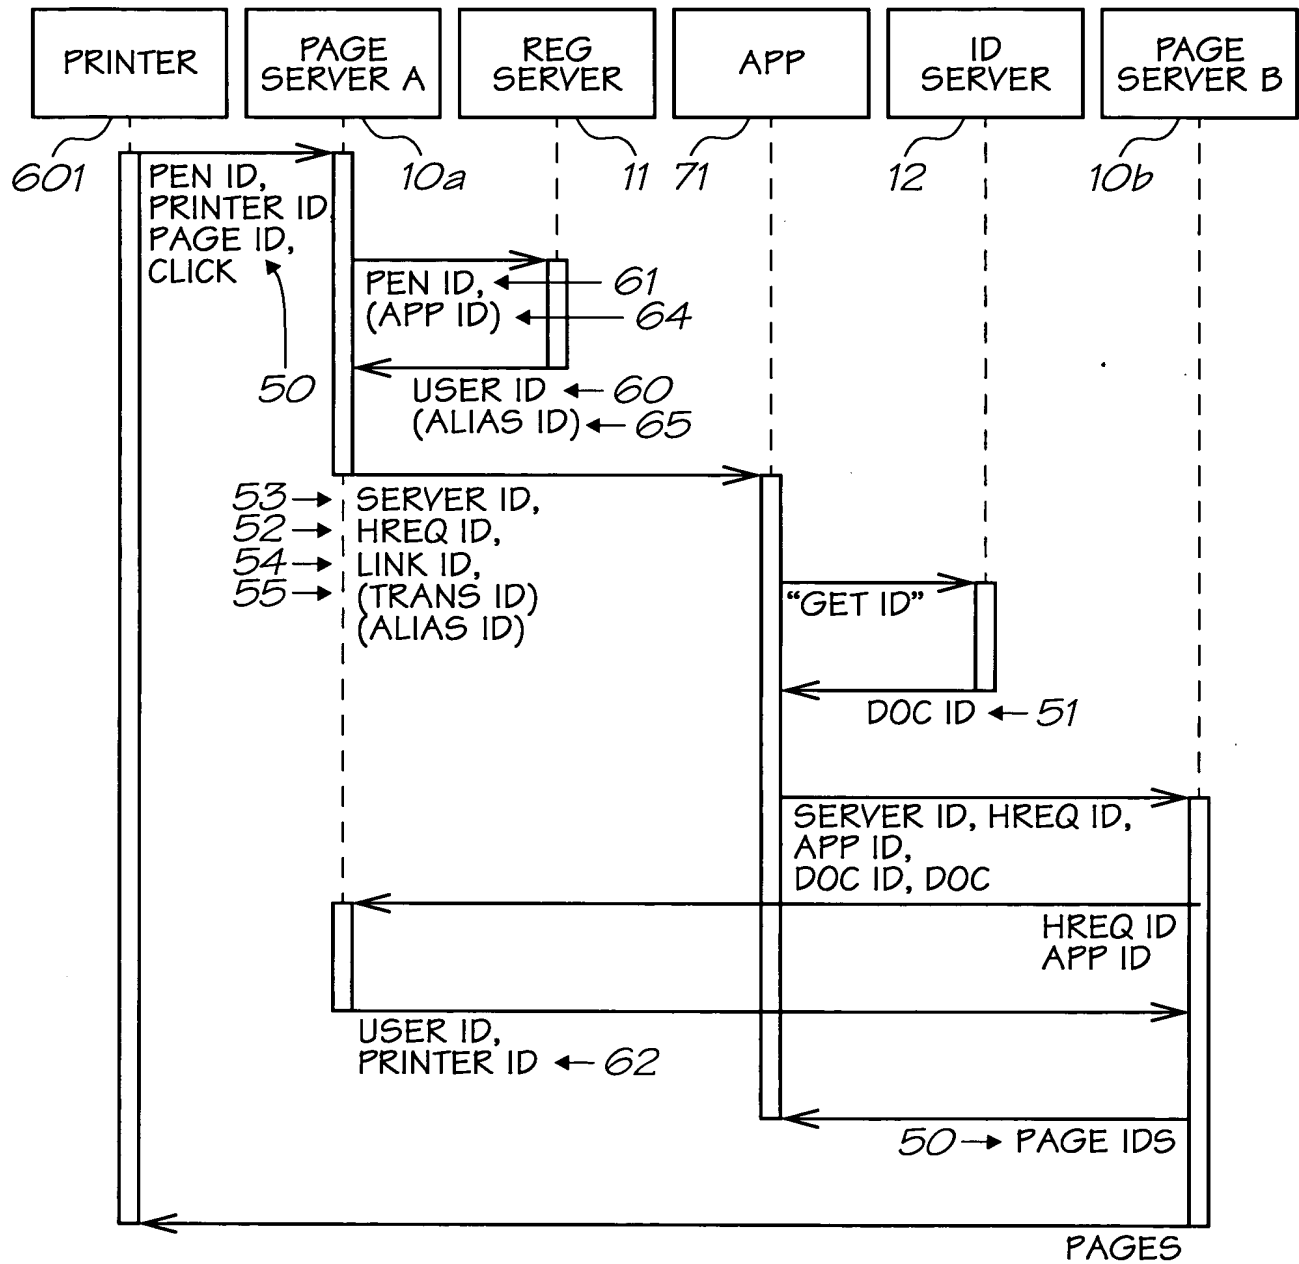 PRINTER
PAGE
SERVER A
REG
SERVER
APP
ID
SERVER
PAGE
SERVER B
601
10a
11
71
12
10b
PEN ID,
PRINTER ID
PAGE ID,
CLICK
50
PEN ID,
61
(APP ID)
64
USER ID
60
(ALIAS ID)
65
53
SERVER ID,
52
HREQ ID,
54
LINK ID,
55
(TRANS ID)
(ALIAS ID)
“GET ID”
DOC ID
51
SERVER ID, HREQ ID,
APP ID,
DOC ID, DOC
HREQ ID
APP ID
USER ID,
PRINTER ID
62
50
PAGE IDS
PAGES